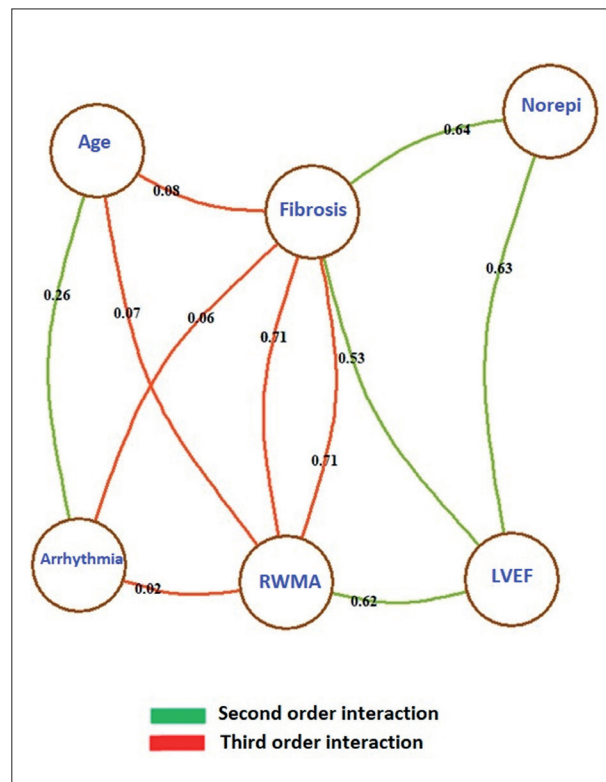 Norepi
Age
0.64
0.08
Fibrosis
0.63
0.26
0.07
0.06
0.71
0.53
0.71
Arrhythmia
RWMA
LVEF
0.02
0.62
Second order interaction
Third order interaction